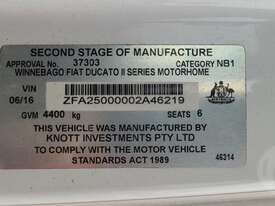 SECOND STAGE OF MANUFACTURE
APPROVAL No. 37303 CATEGORY NB1
WINNEBAGO FIAT DUCATO II SERIES MOTORHOME
VIN
06/16 ZFA25000002A46219
GVM 4400 kg SEATS 6
THIS VEHICLE WAS MANUFACTURED BY
KNOTT INVESTMENTS PTY LTD
TO COMPLY WITH THE MOTOR VEHICLE
STANDARDS ACT 1989
46314